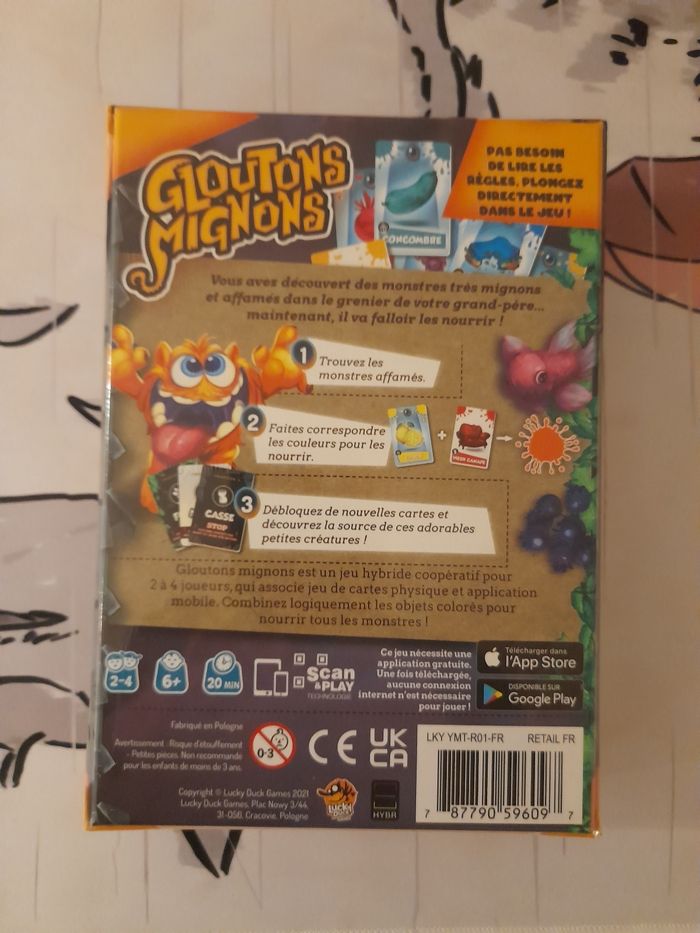 GLOUTONS
MIGNONS
CONCOMBRE
PAS BESOIN
DE LIRE LES
RÈGLES, PLONGEZ
DIRECTEMENT
DANS LE JEU !
Vous avez découvert des monstres très mignons
et affamés dans le grenier de votre grand-père...
maintenant, il va falloir les nourrir !
1
Trouvez les
monstres affamés.
2
Faites correspondre
les couleurs pour les
nourrir.
+
3
CASSE
STOP
Débloquez de nouvelles cartes et
découvrez la source de ces adorables
petites créatures !
Gloutons mignons est un jeu hybride coopératif pour
2 à 4 joueurs, qui associe jeu de cartes physique et application
mobile. Combinez logiquement les objets colorés pour
nourrir tous les monstres !
2-4
6+
20 MIN
Scan
&PLAY
TECHNOLOGIE
Ce jeu nécessite une
application gratuite.
Une fois téléchargée,
aucune connexion
internet n'est nécessaire
pour jouer !
Télécharger dans
l'App Store
DISPONIBLE SUR
Google Play
Fabriqué en Pologne
Avertissement : Risque d'étouffement
- Petites pièces. Non recommandé
pour les enfants de moins de 3 ans.
0-3
CE
UK
CA
Copyright © Lucky Duck Games 2021
Lucky Duck Games, Plac Nowy 3/44,
31-056, Cracovie, Pologne
Lucky
Duck
HYBR
LKY YMT-R01-FR RETAIL FR
7 87790 59609 7